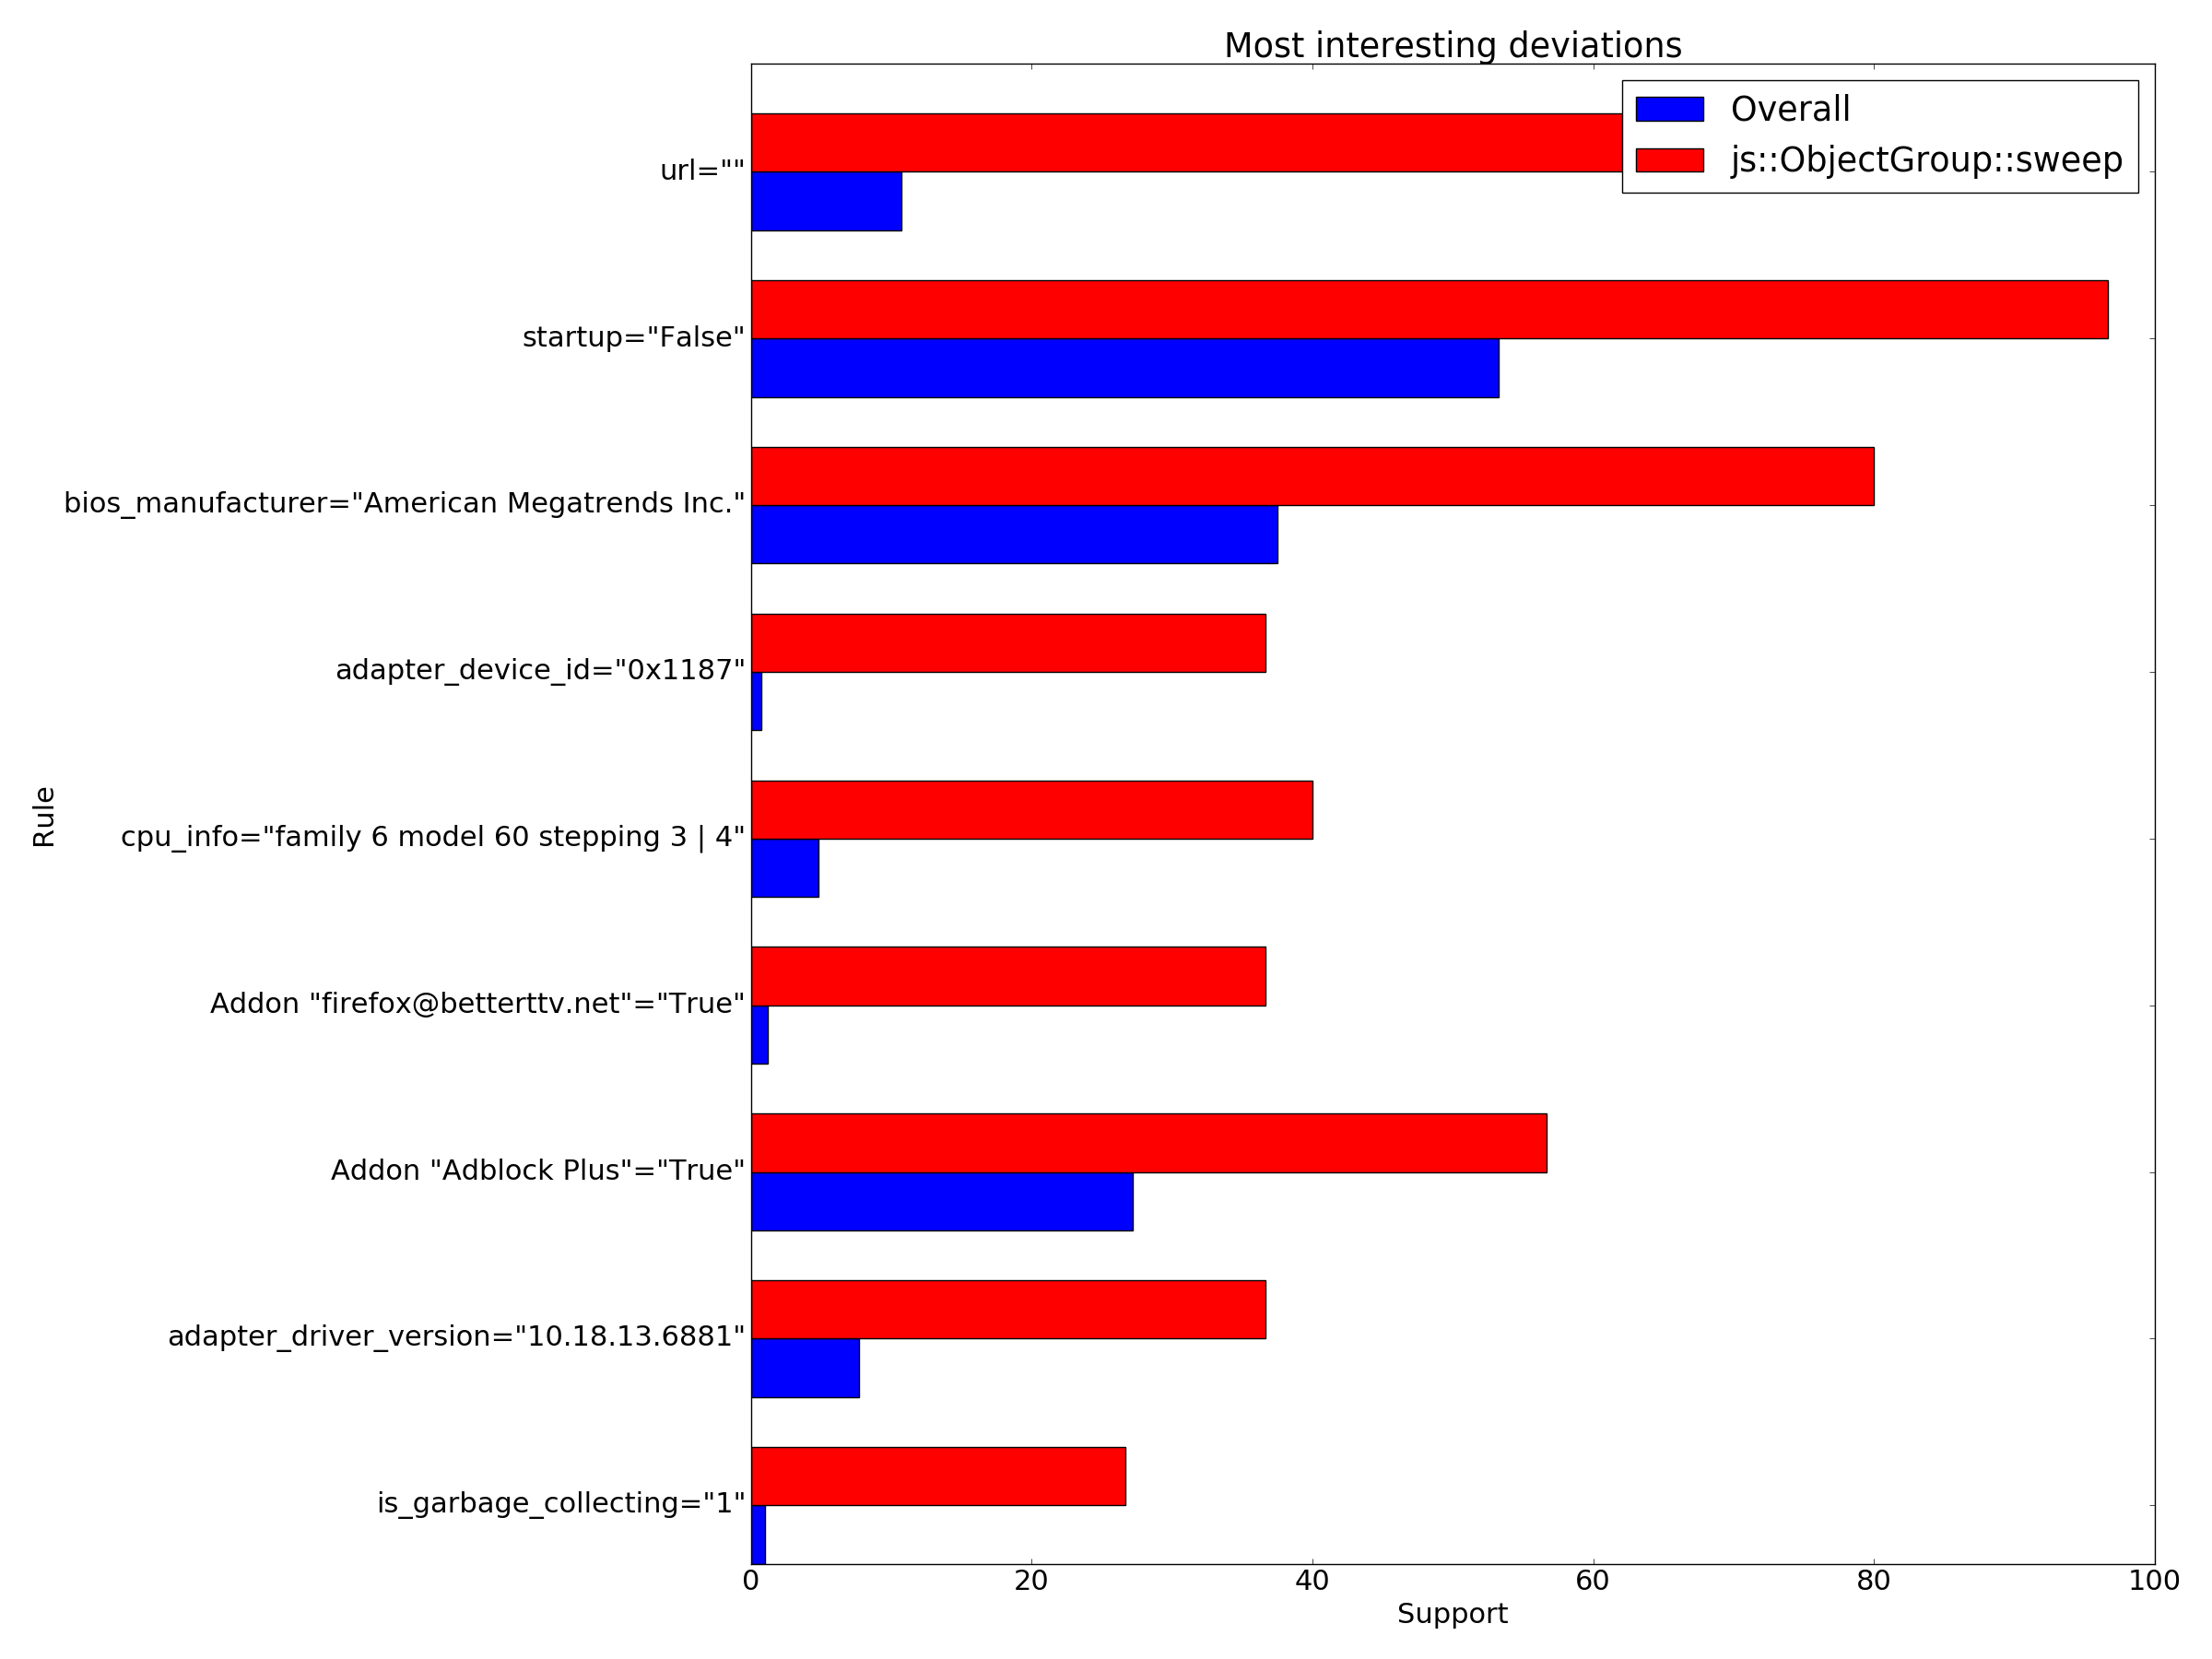 Most interesting deviations
Overall
js::ObjectGroup::sweep
url=""
startup="False"
bios_manufacturer="American Megatrends Inc."
adapter_device_id="0x1187"
cpu_info="family 6 model 60 stepping 3 | 4"
Addon "firefox@betterttv.net"="True"
Addon "Adblock Plus"="True"
adapter_driver_version="10.18.13.6881"
is_garbage_collecting="1"
Rule
0 20 40 60 80 100
Support